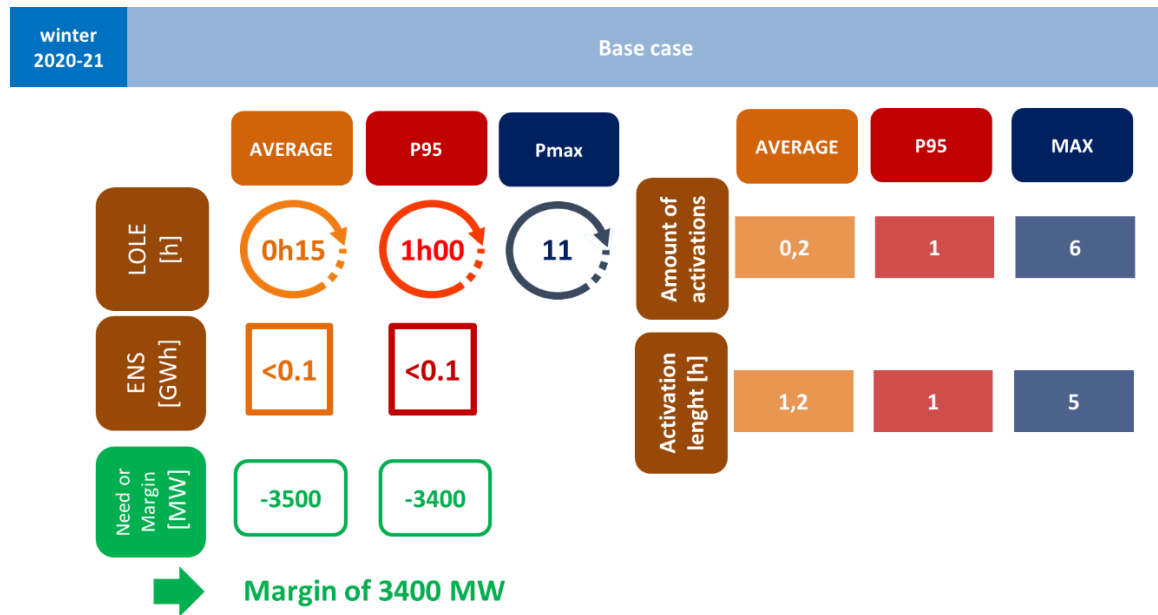 winter
2020-21
Base case
AVERAGE
P95
Pmax
LOLE
[h]
0h15
1h00
11
ENS
[GWh]
<0.1
<0.1
Need or
Margin
[MW]
-3500
-3400
Margin of 3400 MW
AVERAGE
P95
MAX
Amount of
activations
0,2
1
6
Activation
lenght [h]
1,2
1
5